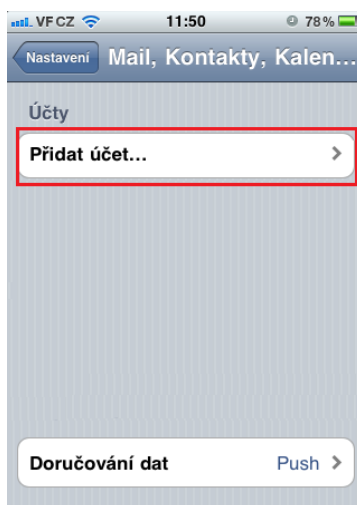 VF CZ 11:50 78%
Nastavení Mail, Kontakty, Kalen...
Účty
Přidat účet...
Doručování dat Push